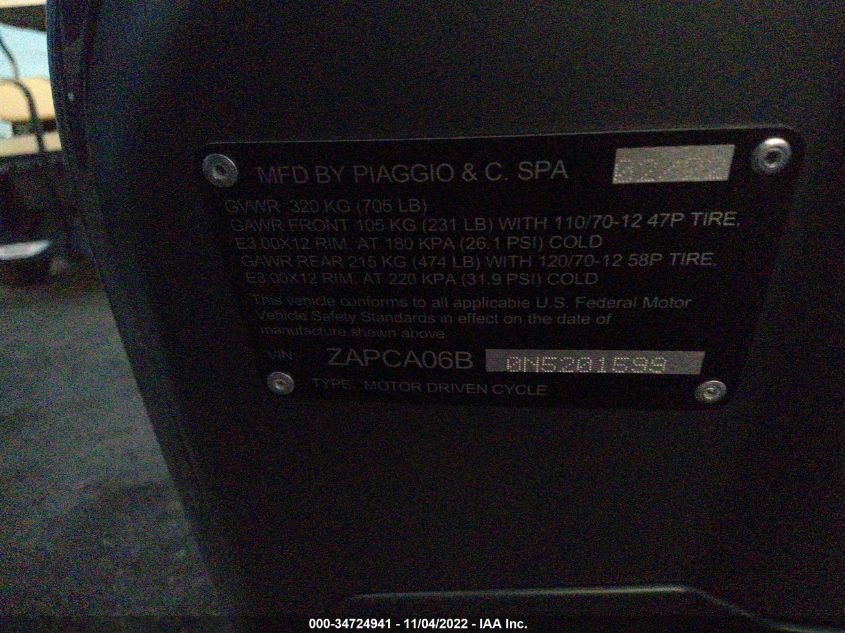 MFD BY PIAGGIO & C. SPA
GVWR 320 KG (705 LB)
GAWR FRONT 105 KG (231 LB) WITH 110/70-12 47P TIRE,
E3.00X12 RIM. AT 180 KPA (26.1 PSI) COLD
GAWR REAR 215 KG (474 LB) WITH 120/70-12 58P TIRE,
E3.00X12 RIM. AT 220 KPA (31.9 PSI) COLD
This vehicle conforms to all applicable U.S. Federal Motor
Vehicle Safety Standards in effect on the date of
manufacture shown above
VIN: ZAPCA06B 0N5201599
TYPE: MOTOR DRIVEN CYCLE
000-34724941 - 11/04/2022 - IAA Inc.